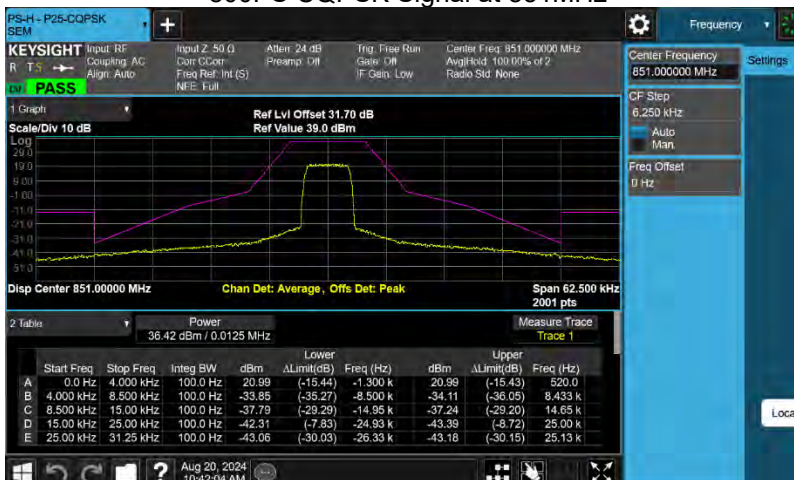 PS-H - P25-CQPSK
SEM
Frequency
KEYSIGHT
R T S
LXI
PASS
Input: RF
Coupling: AC
Align: Auto
Input Z: 50 Ω
Corr CCorr
Freq Ref: Int (S)
NFE: Full
Atten: 24 dB
Preamp: Off
Trig: Free Run
Gate: Off
IF Gain: Low
Center Freq: 851.000000 MHz
Avg|Hold: 100.00% of 2
Radio Std: None
Center Frequency
851.000000 MHz
Settings
CF Step
6.250 kHz
Auto
Man
Freq Offset
0 Hz
1 Graph
Scale/Div 10 dB
Ref Lvl Offset 31.70 dB
Ref Value 39.0 dBm
Log
29.0
19.0
9.00
-1.00
-11.0
-21.0
-31.0
-41.0
-51.0
Disp Center 851.00000 MHz
Chan Det: Average, Offs Det: Peak
Span 62.500 kHz
2001 pts
2 Table
Power
36.42 dBm / 0.0125 MHz
Measure Trace
Trace 1
Lower Upper
Start Freq Stop Freq Integ BW dBm ΔLimit(dB) Freq (Hz) dBm ΔLimit(dB) Freq (Hz)
A 0.0 Hz 4.000 kHz 100.0 Hz 20.99 (-15.44) -1.300 k 20.99 (-15.43) 520.0
B 4.000 kHz 8.500 kHz 100.0 Hz -33.85 (-35.27) -8.500 k -34.11 (-36.05) 8.433 k
C 8.500 kHz 15.00 kHz 100.0 Hz -37.79 (-29.29) -14.95 k -37.24 (-29.20) 14.65 k
D 15.00 kHz 25.00 kHz 100.0 Hz -42.31 (-7.83) -24.93 k -43.39 (-8.72) 25.00 k
E 25.00 kHz 31.25 kHz 100.0 Hz -43.06 (-30.03) -26.33 k -43.18 (-30.15) 25.13 k
Loca
Aug 20, 2024
10:42:04 AM